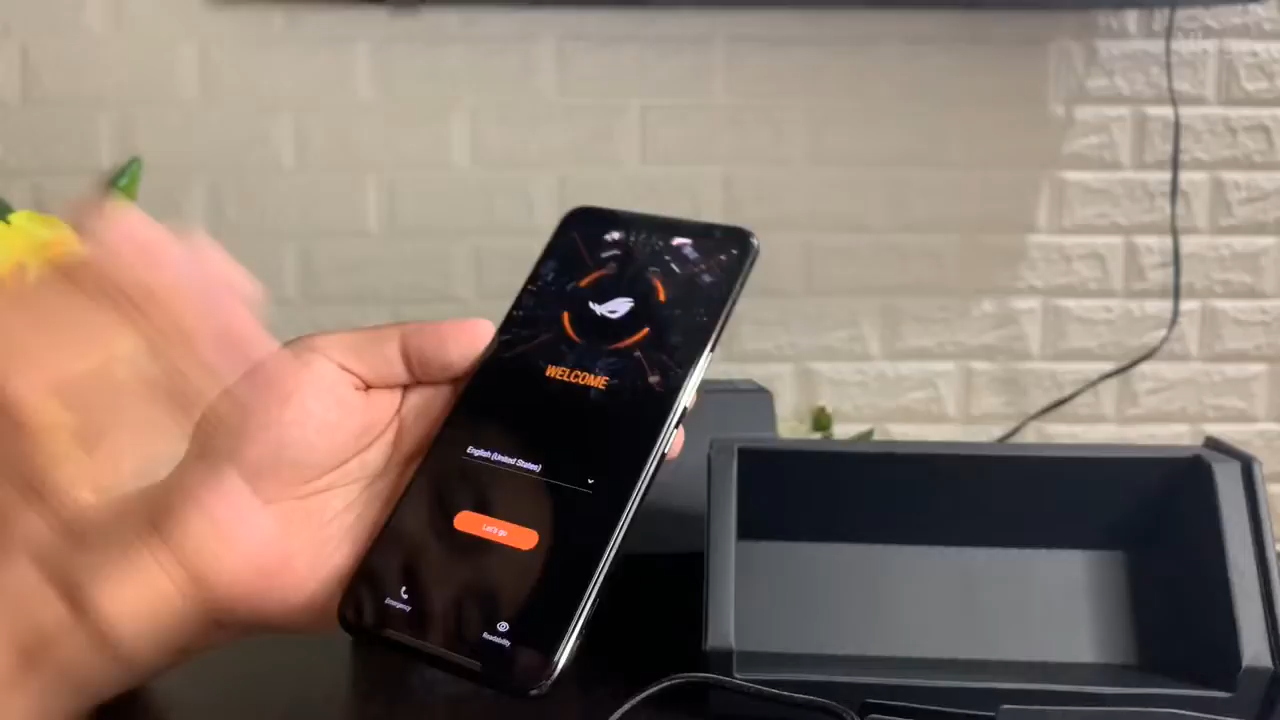 WELCOME
English (United States)
Let's go
Emergency
Readability